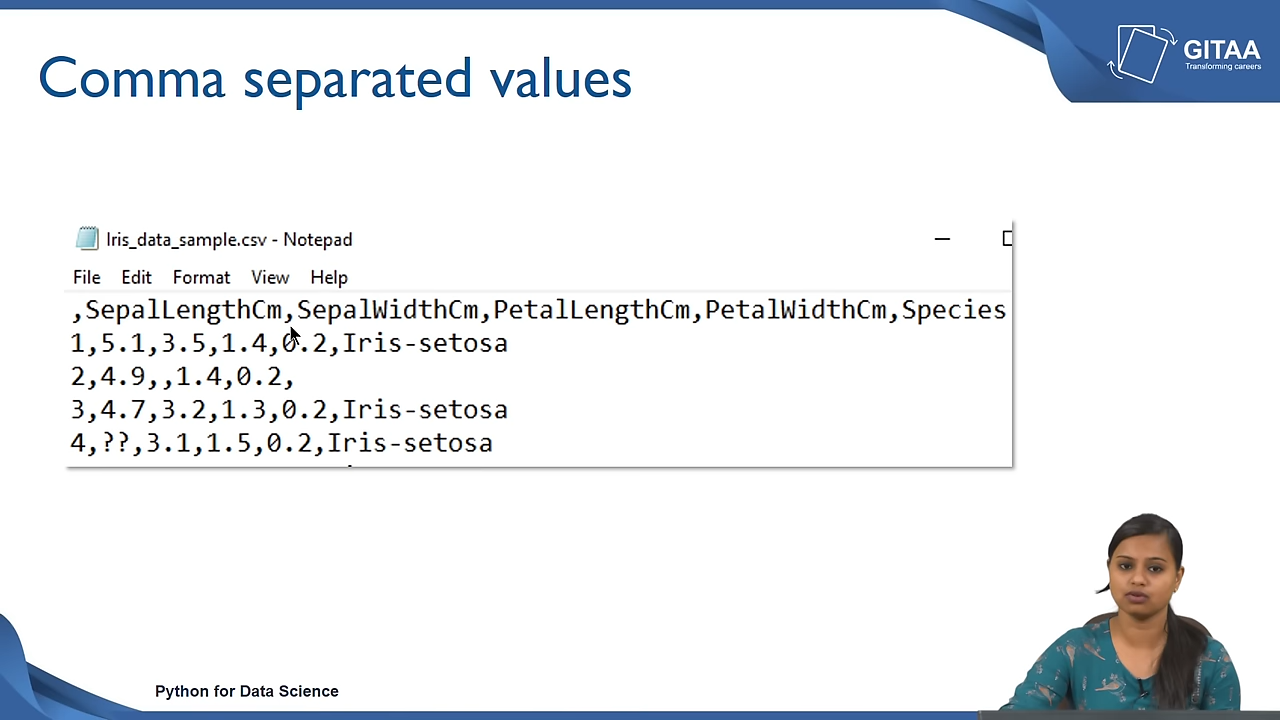 GITAA
Transforming careers
Comma separated values
Iris_data_sample.csv - Notepad
File Edit Format View Help
,SepalLengthCm,SepalWidthCm,PetalLengthCm,PetalWidthCm,Species
1,5.1,3.5,1.4,0.2,Iris-setosa
2,4.9,,1.4,0.2,
3,4.7,3.2,1.3,0.2,Iris-setosa
4,??,3.1,1.5,0.2,Iris-setosa
Python for Data Science